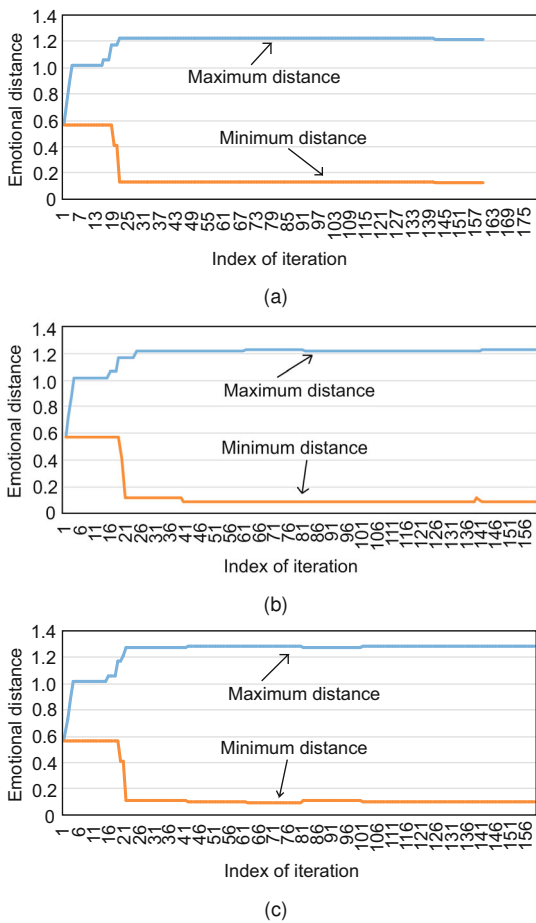 1.4
1.2
1.0
0.8
0.6
0.4
0.2
0
Emotional distance
Maximum distance
Minimum distance
1 7 13 19 25 31 37 43 49 55 61 67 73 79 85 91 97 103 109 115 121 127 133 139 145 151 157 163 169 175
Index of iteration
(a)
1.4
1.2
1.0
0.8
0.6
0.4
0.2
0
Emotional distance
Maximum distance
Minimum distance
1 6 11 16 21 26 31 36 41 46 51 56 61 66 71 76 81 86 91 96 101 106 111 116 121 126 131 136 141 146 151 156
Index of iteration
(b)
1.4
1.2
1.0
0.8
0.6
0.4
0.2
0
Emotional distance
Maximum distance
Minimum distance
1 6 11 16 21 26 31 36 41 46 51 56 61 66 71 76 81 86 91 96 101 106 111 116 121 126 131 136 141 146 151 156
Index of iteration
(c)